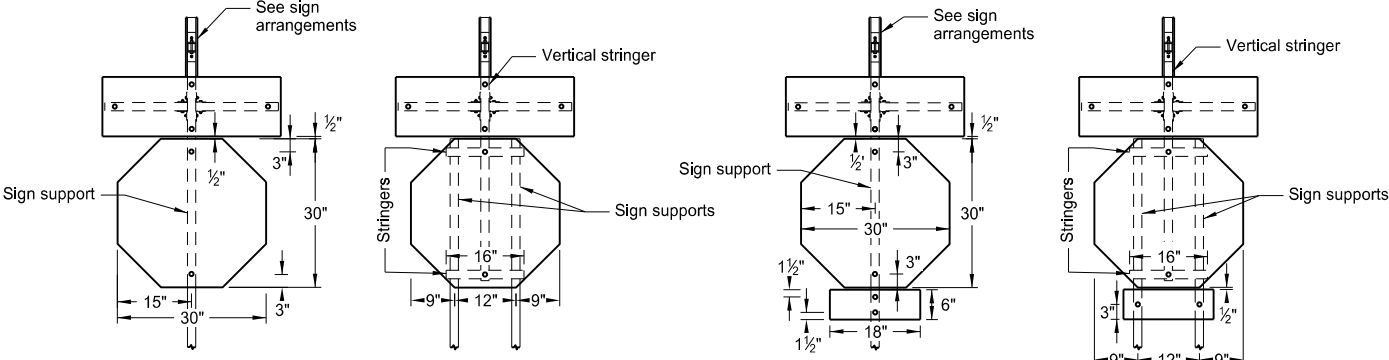 See sign
arrangements
Vertical stringer
½"
3"
½"
Sign support
30"
15"
30"
3"
Stringers
Sign supports
16"
9" 12" 9"
See sign
arrangements
Vertical stringer
½"
½'
3"
Sign support
15"
30"
30"
3"
1½"
6"
18"
1½"
Stringers
Sign supports
16"
3"
½"
9" 12" 9"